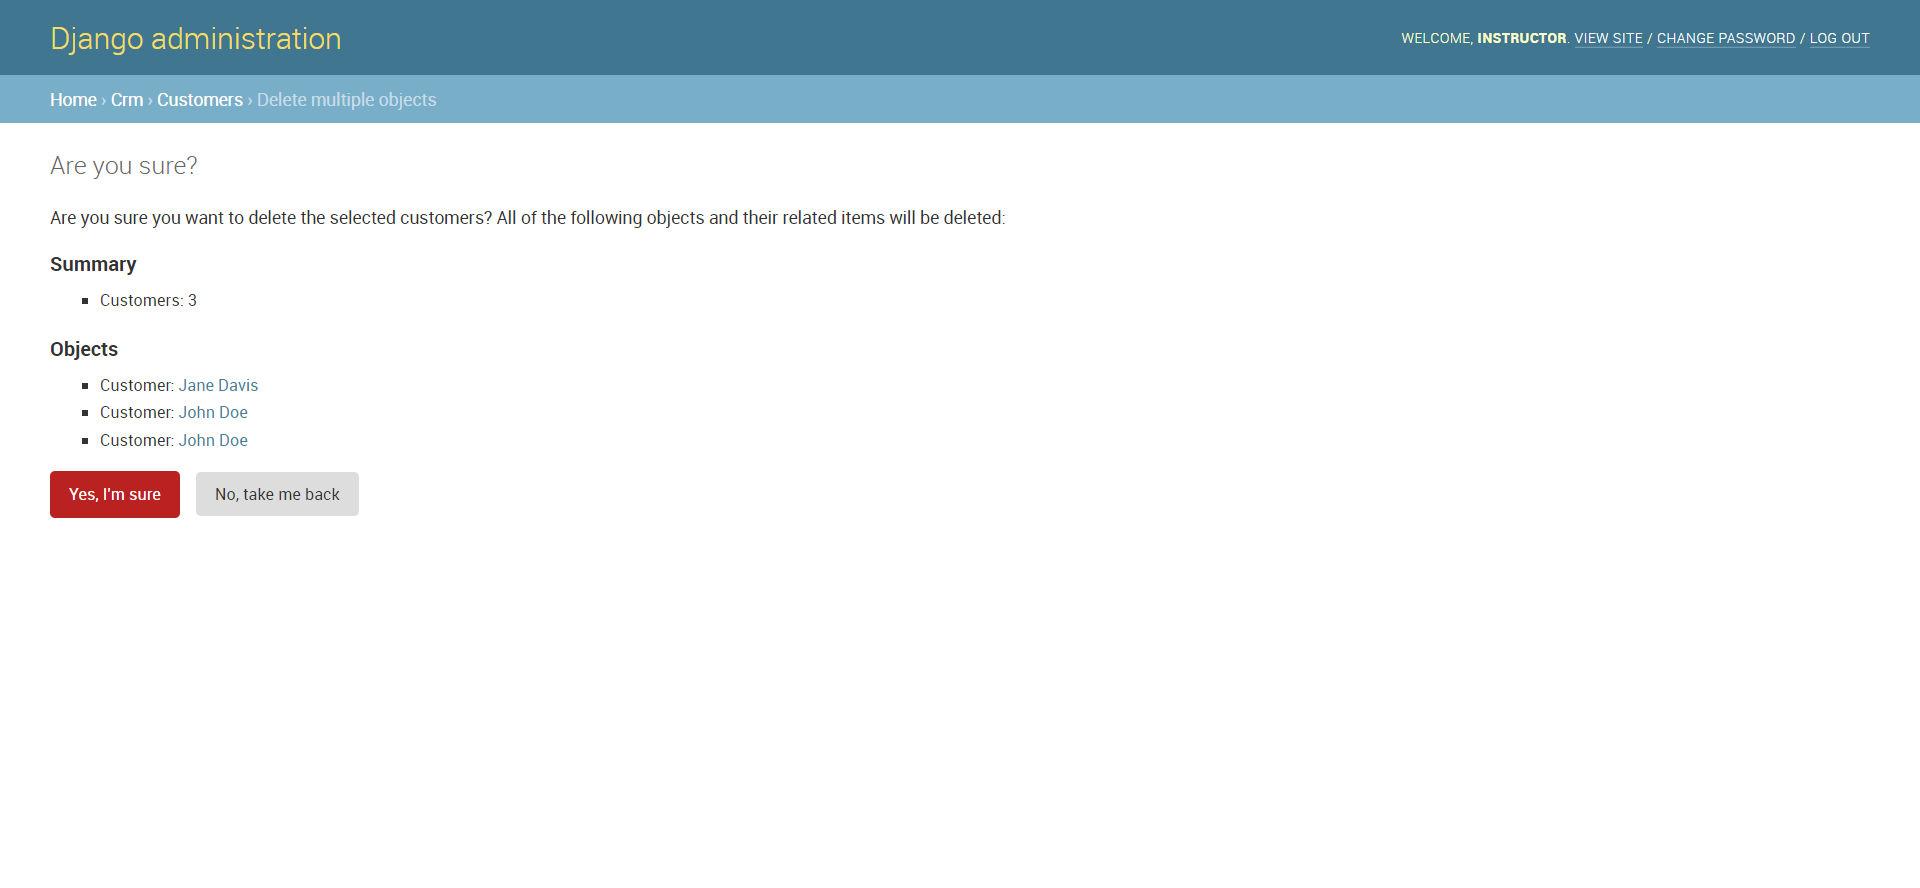 Django administration
WELCOME, INSTRUCTOR. VIEW SITE / CHANGE PASSWORD / LOG OUT
Home › Crm › Customers › Delete multiple objects
Are you sure?
Are you sure you want to delete the selected customers? All of the following objects and their related items will be deleted:
Summary
Customers: 3
Objects
Customer: Jane Davis
Customer: John Doe
Customer: John Doe
Yes, I'm sure
No, take me back